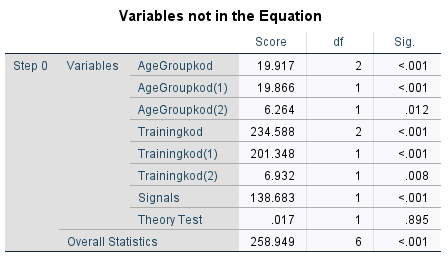 Variables not in the Equation
Score df Sig.
Step 0 Variables AgeGroupkod 19.917 2 <.001
AgeGroupkod(1) 19.866 1 <.001
AgeGroupkod(2) 6.264 1 .012
Trainingkod 234.588 2 <.001
Trainingkod(1) 201.348 1 <.001
Trainingkod(2) 6.932 1 .008
Signals 138.683 1 <.001
Theory Test .017 1 .895
Overall Statistics 258.949 6 <.001